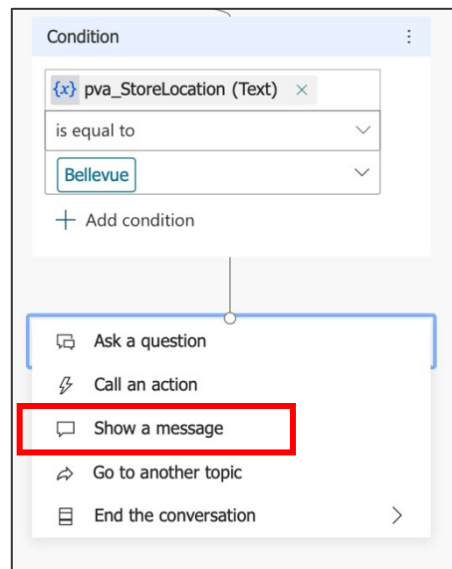 Condition
{x} pva_StoreLocation (Text) ×
is equal to
Bellevue
+ Add condition
Ask a question
Call an action
Show a message
Go to another topic
End the conversation